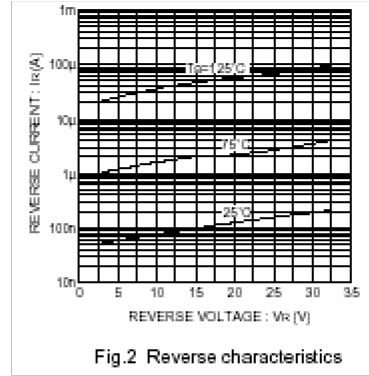 1m
100μ
10μ
1μ
100n
10n
REVERSE CURRENT : IR (A)
Ta=125°C
75°C
25°C
0 5 10 15 20 25 30 35
REVERSE VOLTAGE : VR (V)
Fig.2 Reverse characteristics